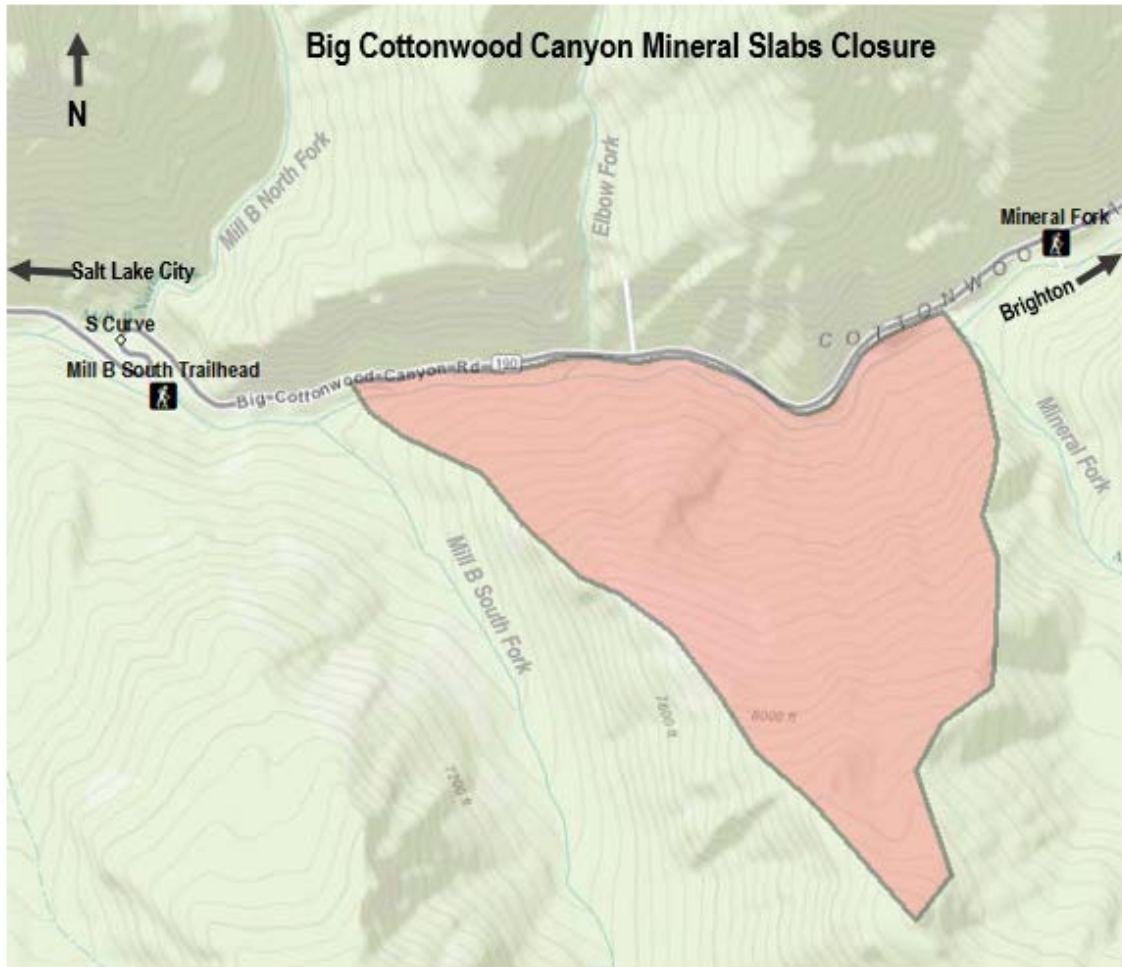 Big Cottonwood Canyon Mineral Slabs Closure
N
Mill B North Fork
Elbow Fork
Mineral Fork
Salt Lake City
Brighton
S Curve
Mill B South Trailhead
Big-Cottonwood-Canyon-Rd
190
COTTONWOO
Mineral Fork
Mill B South Fork
7600 ft
8000 ft
7200 ft